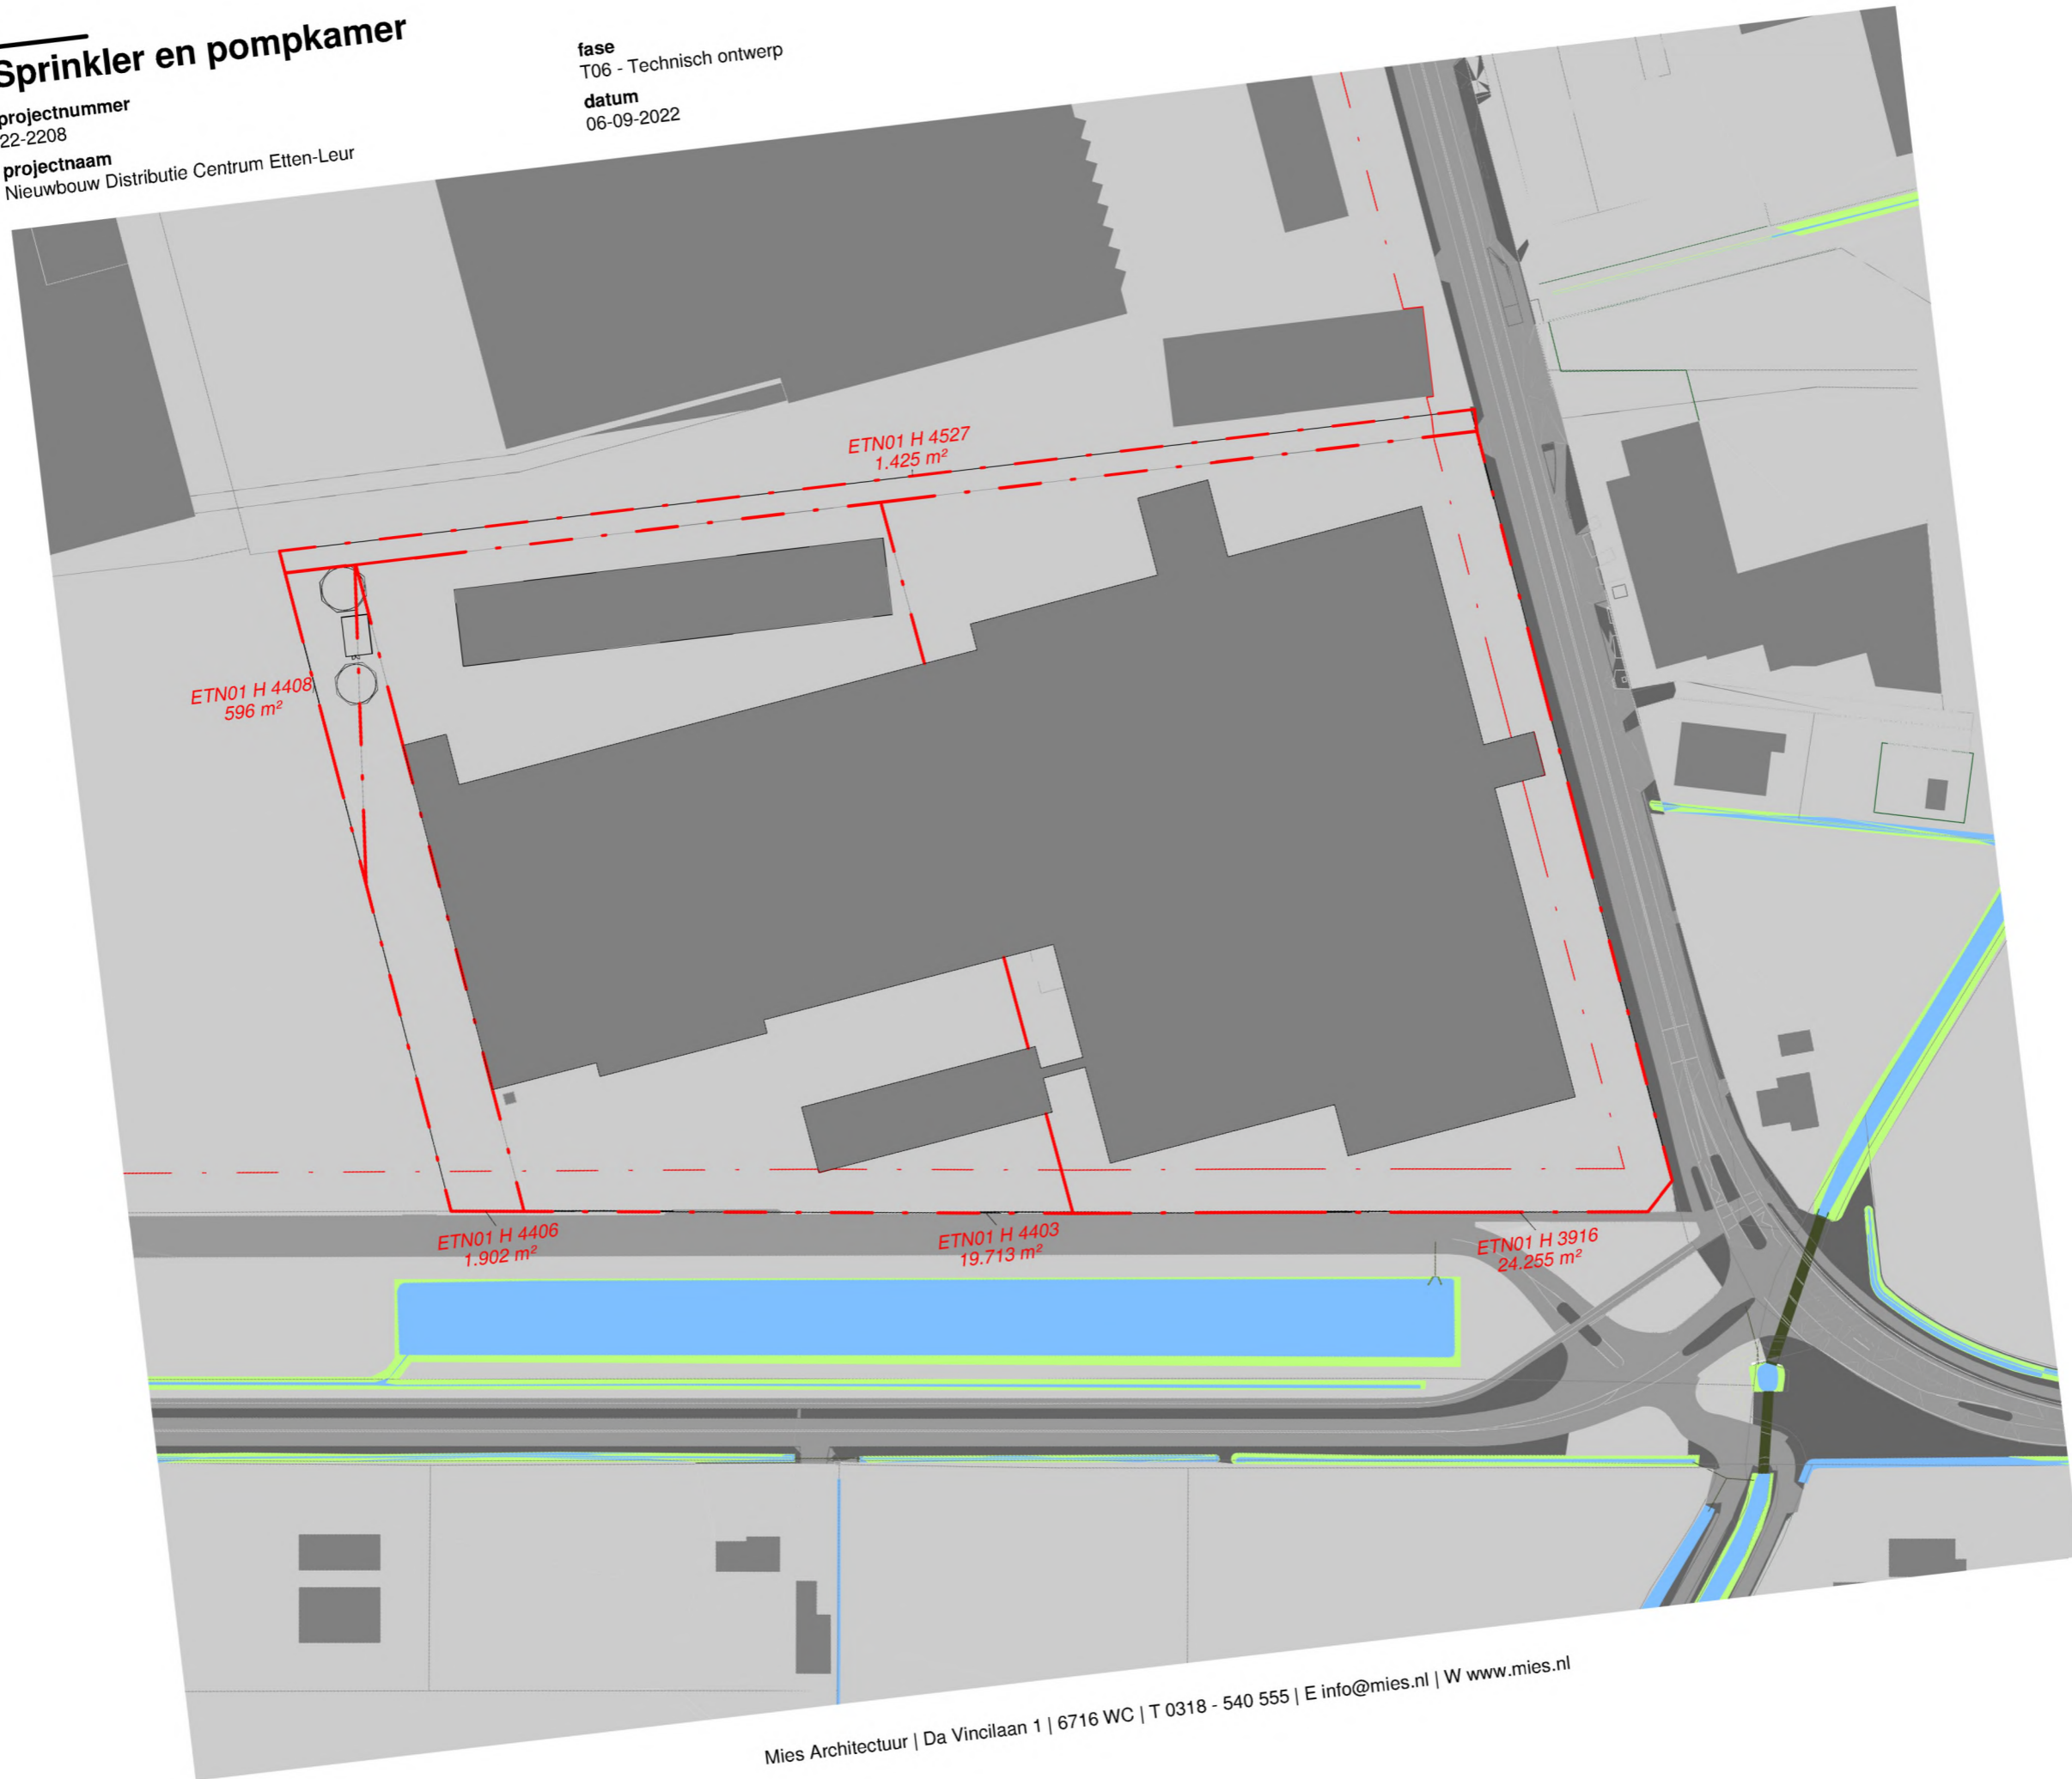 Sprinkler en pompkamer
projectnummer
22-2208
projectnaam
Nieuwbouw Distributie Centrum Etten-Leur
fase
T06 - Technisch ontwerp
datum
06-09-2022
ETN01 H 4527
1.425 m²
ETN01 H 4408
596 m²
ETN01 H 4406
1.902 m²
ETN01 H 4403
19.713 m²
ETN01 H 3916
24.255 m²
Mies Architectuur | Da Vincilaan 1 | 6716 WC | T 0318 - 540 555 | E info@mies.nl | W www.mies.nl